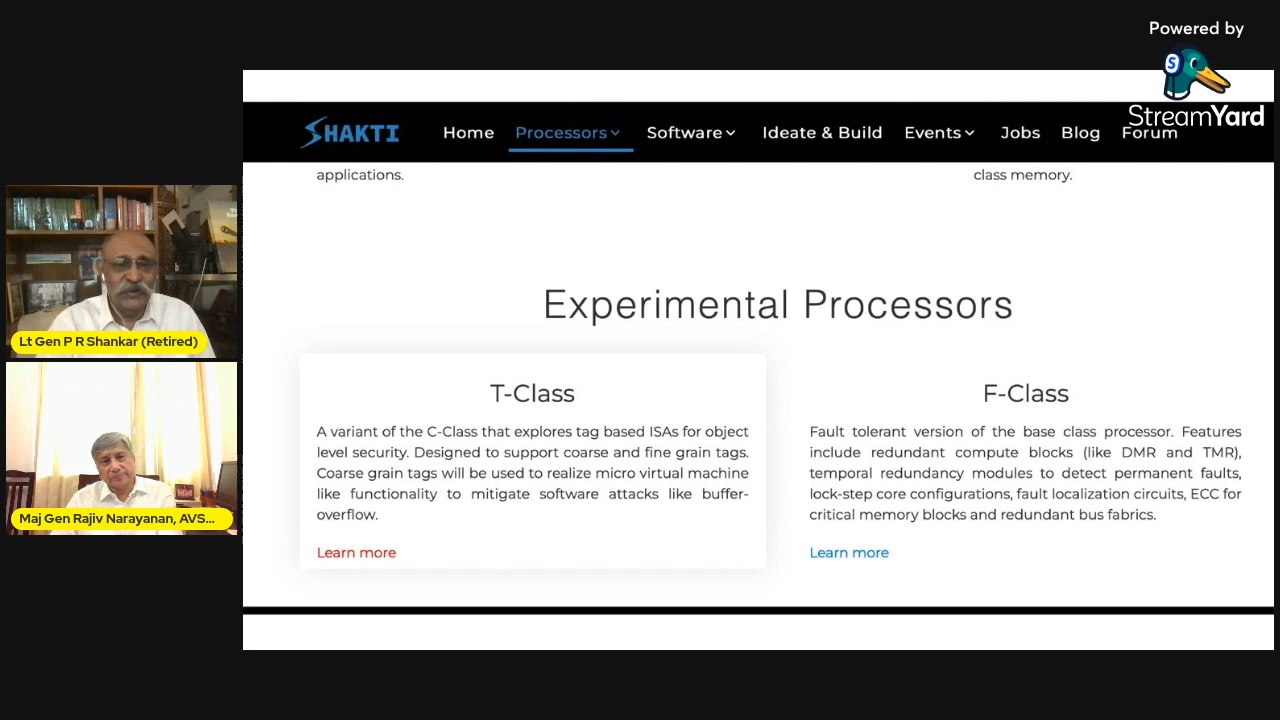 Powered by
StreamYard
SHAKTI Home Processors Software Ideate & Build Events Jobs Blog Forum
applications.
class memory.
Experimental Processors
T-Class
A variant of the C-Class that explores tag based ISAs for object
level security. Designed to support coarse and fine grain tags.
Coarse grain tags will be used to realize micro virtual machine
like functionality to mitigate software attacks like buffer-
overflow.
Learn more
F-Class
Fault tolerant version of the base class processor. Features
include redundant compute blocks (like DMR and TMR),
temporal redundancy modules to detect permanent faults,
lock-step core configurations, fault localization circuits, ECC for
critical memory blocks and redundant bus fabrics.
Learn more
Lt Gen P R Shankar (Retired)
Maj Gen Rajiv Narayanan, AVS...